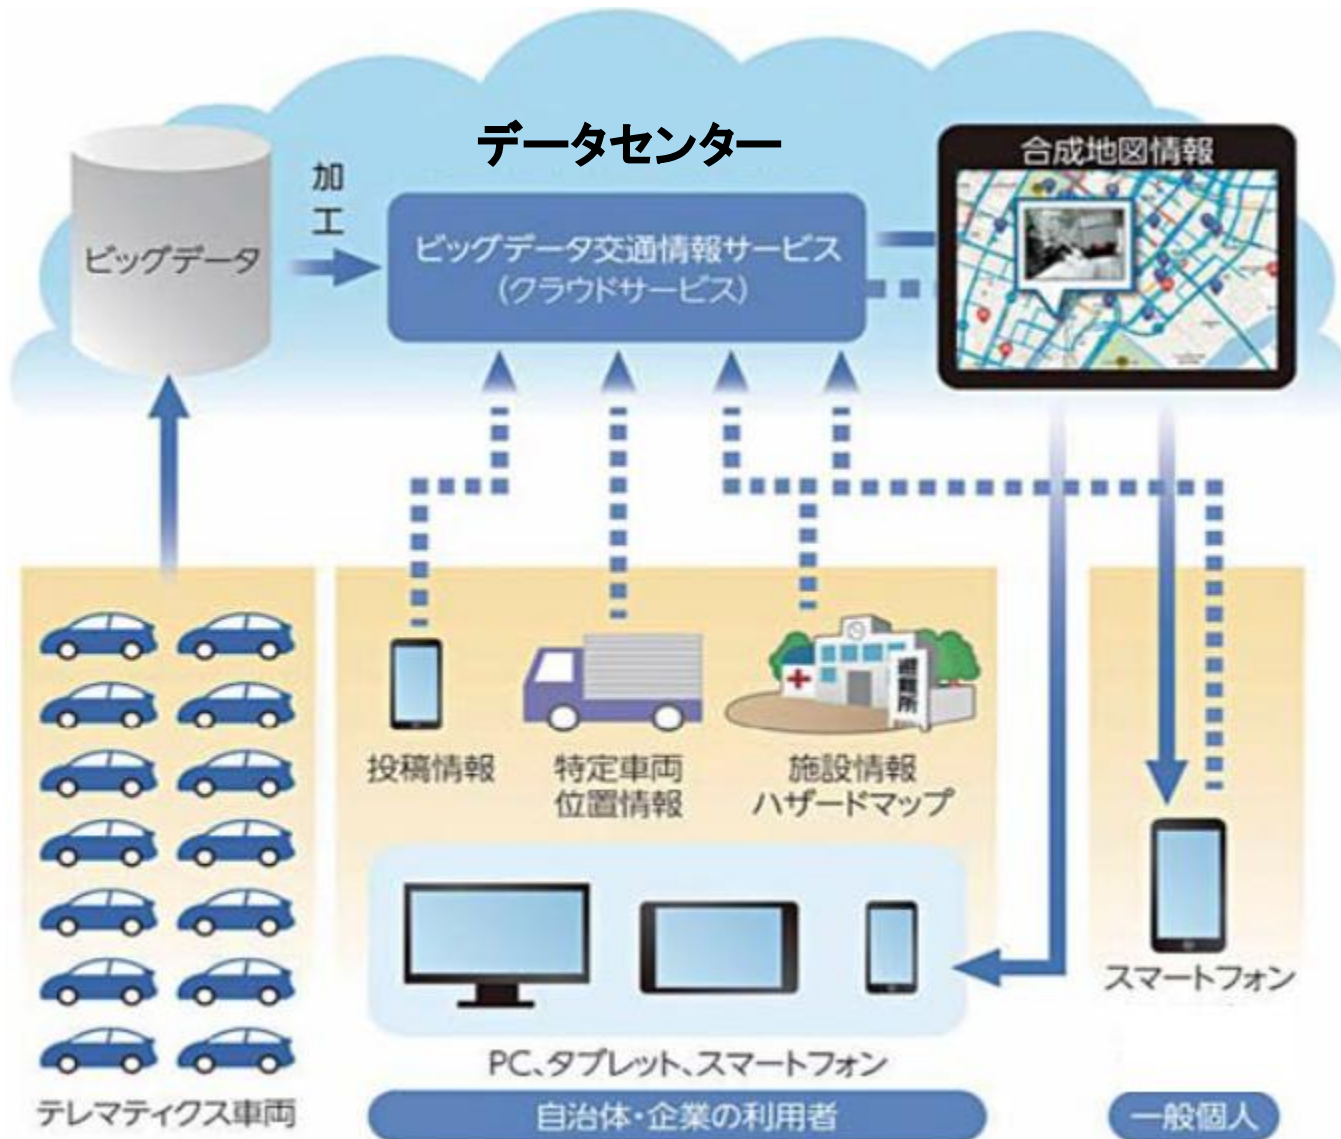 データセンター
合成地図情報
加
工
ビッグデータ
ビッグデータ交通情報サービス
(クラウドサービス)
避難所
投稿情報
特定車両
位置情報
施設情報
ハザードマップ
スマートフォン
PC、タブレット、スマートフォン
テレマティクス車両
自治体・企業の利用者
一般個人